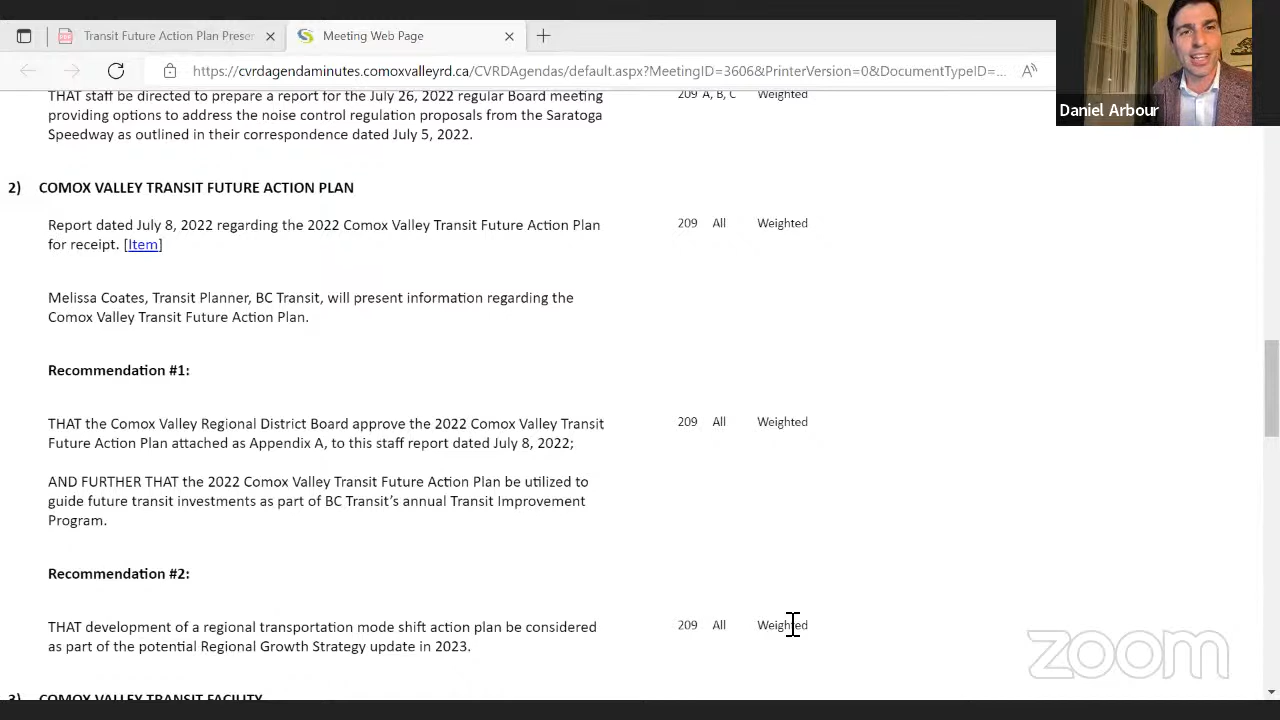 Transit Future Action Plan Preser
Meeting Web Page
https://cvrdagendaminutes.comoxvalleyrd.ca/CVRDAgendas/default.aspx?MeetingID=3606&PrinterVersion=0&DocumentTypeID=...
Daniel Arbour
THAT staff be directed to prepare a report for the July 26, 2022 regular Board meeting 209 A, B, C Weighted
providing options to address the noise control regulation proposals from the Saratoga
Speedway as outlined in their correspondence dated July 5, 2022.
2) COMOX VALLEY TRANSIT FUTURE ACTION PLAN
Report dated July 8, 2022 regarding the 2022 Comox Valley Transit Future Action Plan 209 All Weighted
for receipt. [Item]
Melissa Coates, Transit Planner, BC Transit, will present information regarding the
Comox Valley Transit Future Action Plan.
Recommendation #1:
THAT the Comox Valley Regional District Board approve the 2022 Comox Valley Transit 209 All Weighted
Future Action Plan attached as Appendix A, to this staff report dated July 8, 2022;
AND FURTHER THAT the 2022 Comox Valley Transit Future Action Plan be utilized to
guide future transit investments as part of BC Transit's annual Transit Improvement
Program.
Recommendation #2:
THAT development of a regional transportation mode shift action plan be considered 209 All Weighted
as part of the potential Regional Growth Strategy update in 2023.
zoom
3) COMOX VALLEY TRANSIT FACILITY